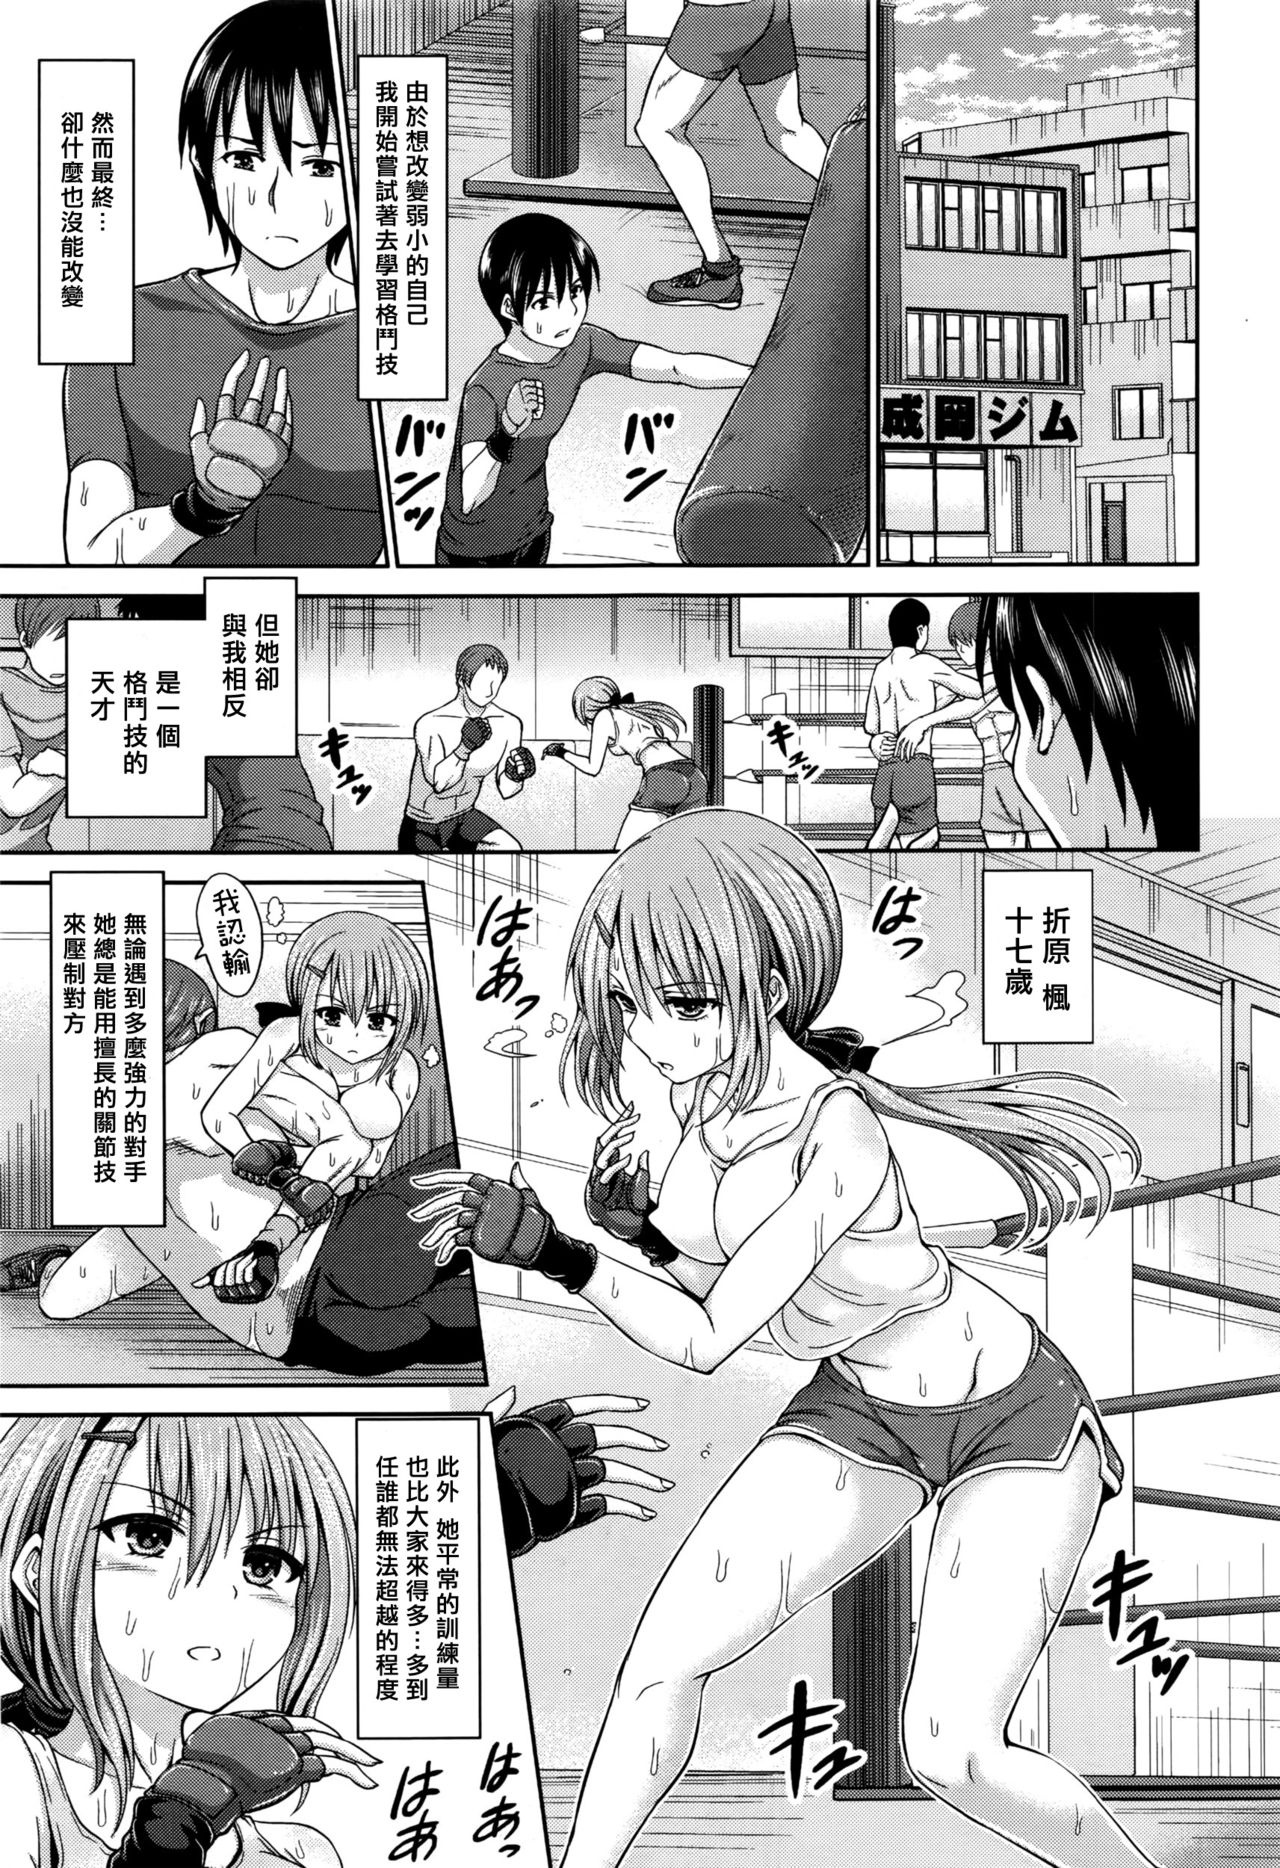 成岡ジム
由於想改變弱小的自己
我開始嘗試著去學習格鬥技
バンッ
バンッ
然而最終…
卻什麼也沒能改變
但她卻
與我相反
是一個
格鬥技的
天才
キュッ
キュッ
折原 楓
十七歲
はっ
はあっ
キュッ
キュッ
我認輸
無論遇到多麼強力的對手
她總是能用擅長的關節技
來壓制對方
此外 她平常的訓練量
也比大家來得多…多到
任誰都無法超越的程度
はあ
はあ